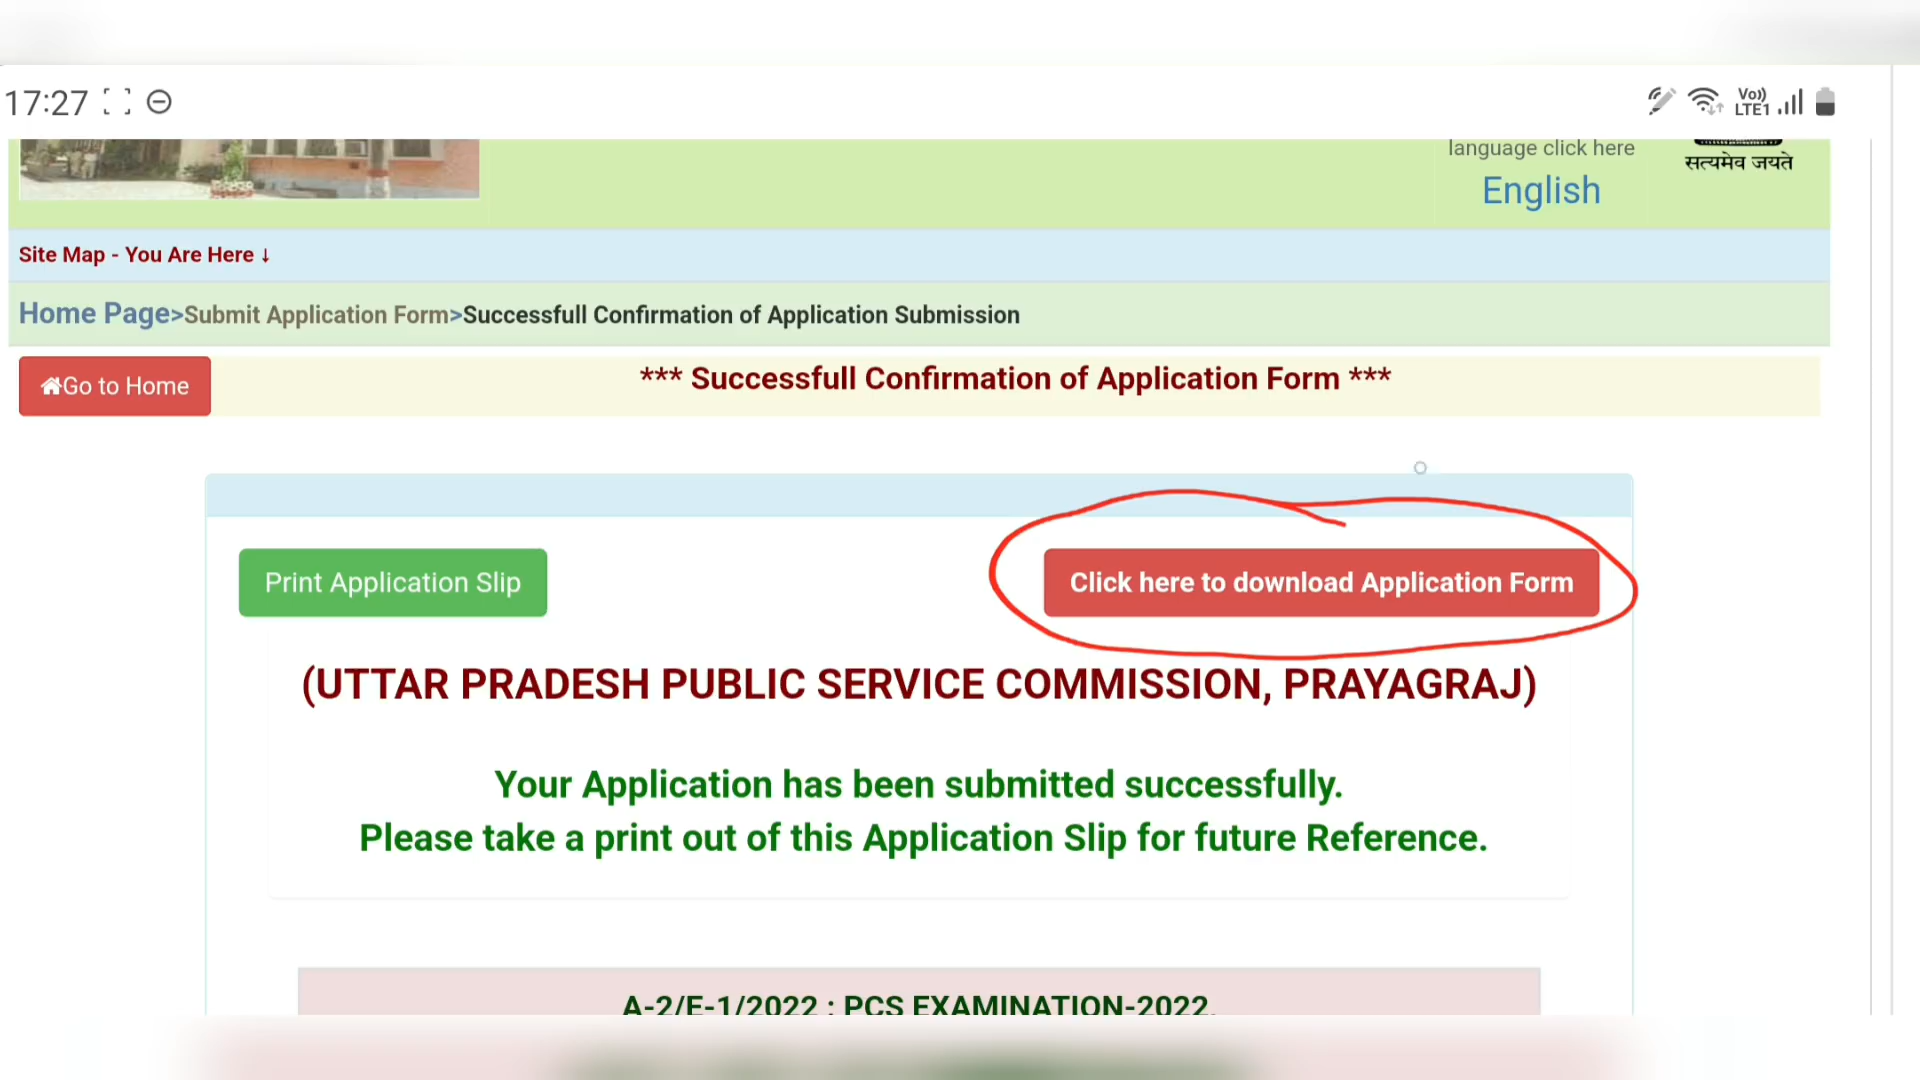 17:27
Vo))
LTE1
language click here
English
सत्यमेव जयते
Site Map - You Are Here ↓
Home Page>Submit Application Form>Successfull Confirmation of Application Submission
Go to Home
*** Successfull Confirmation of Application Form ***
Print Application Slip
Click here to download Application Form
(UTTAR PRADESH PUBLIC SERVICE COMMISSION, PRAYAGRAJ)
Your Application has been submitted successfully.
Please take a print out of this Application Slip for future Reference.
A-2/E-1/2022 : PCS EXAMINATION-2022.